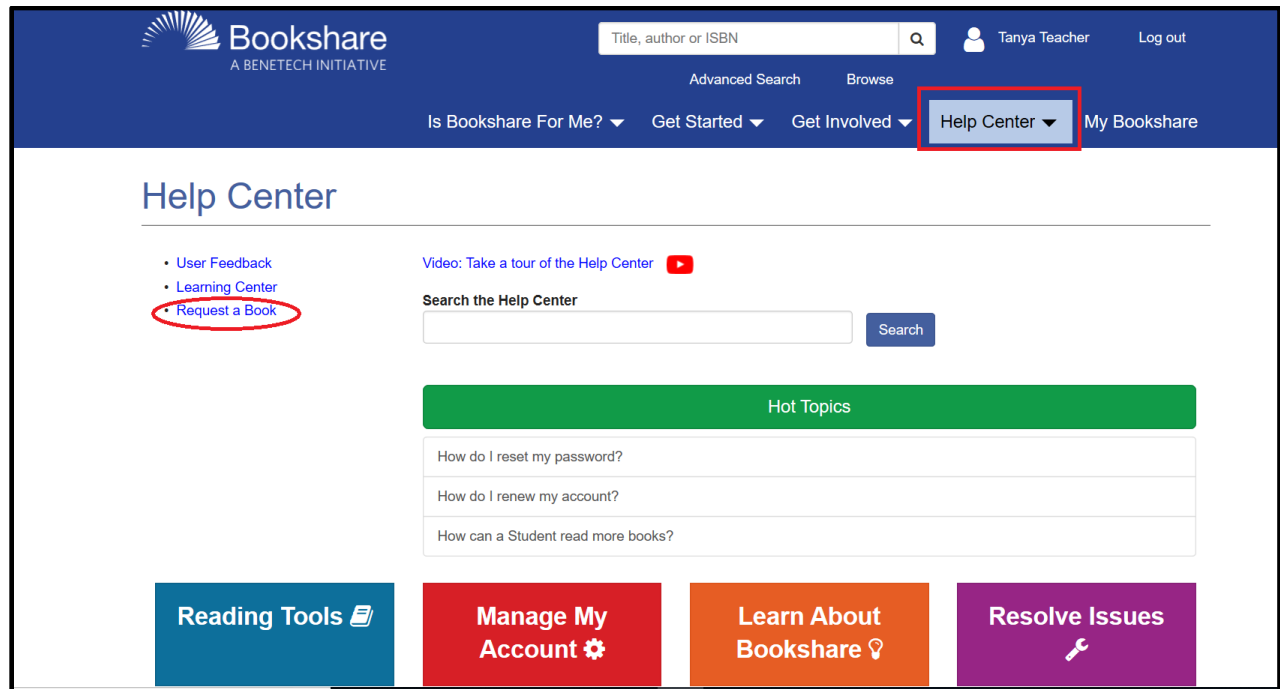 Bookshare
A BENETECH INITIATIVE
Title, author or ISBN
Tanya Teacher
Log out
Advanced Search
Browse
Is Bookshare For Me?
Get Started
Get Involved
Help Center
My Bookshare
Help Center
• User Feedback
• Learning Center
• Request a Book
Video: Take a tour of the Help Center
Search the Help Center
Search
Hot Topics
How do I reset my password?
How do I renew my account?
How can a Student read more books?
Reading Tools
Manage My
Account
Learn About
Bookshare
Resolve Issues